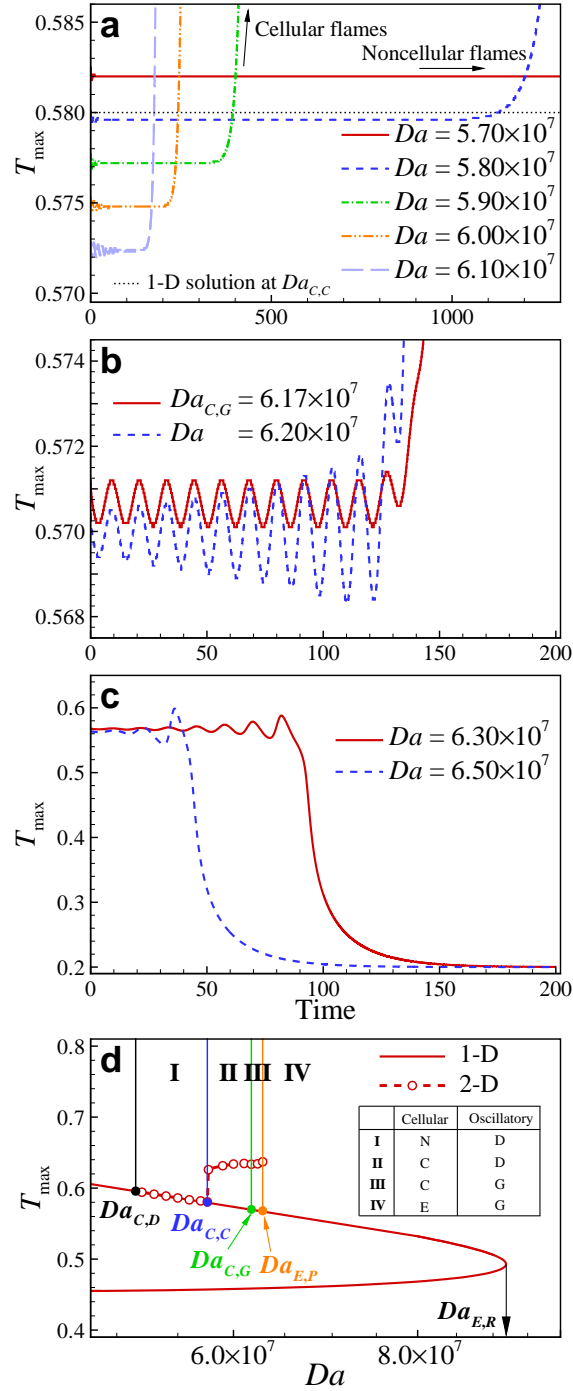 a
0.585
0.580
0.575
0.570
T_max
Cellular flames
Noncellular flames
Da = 5.70×10^7
Da = 5.80×10^7
Da = 5.90×10^7
Da = 6.00×10^7
Da = 6.10×10^7
1-D solution at Da_C,C
0 500 1000
b
0.574
0.572
0.570
0.568
T_max
Da_C,G = 6.17×10^7
Da = 6.20×10^7
0 50 100 150 200
c
0.6
0.5
0.4
0.3
0.2
T_max
Da = 6.30×10^7
Da = 6.50×10^7
0 50 100 150 200
Time
d
0.8
0.7
0.6
0.5
0.4
T_max
I II III IV
1-D
2-D
Cellular Oscillatory
I N D
II C D
III C G
IV E G
Da_C,D
Da_C,C
Da_C,G
Da_E,P
Da_E,R
6.0×10^7 8.0×10^7
Da